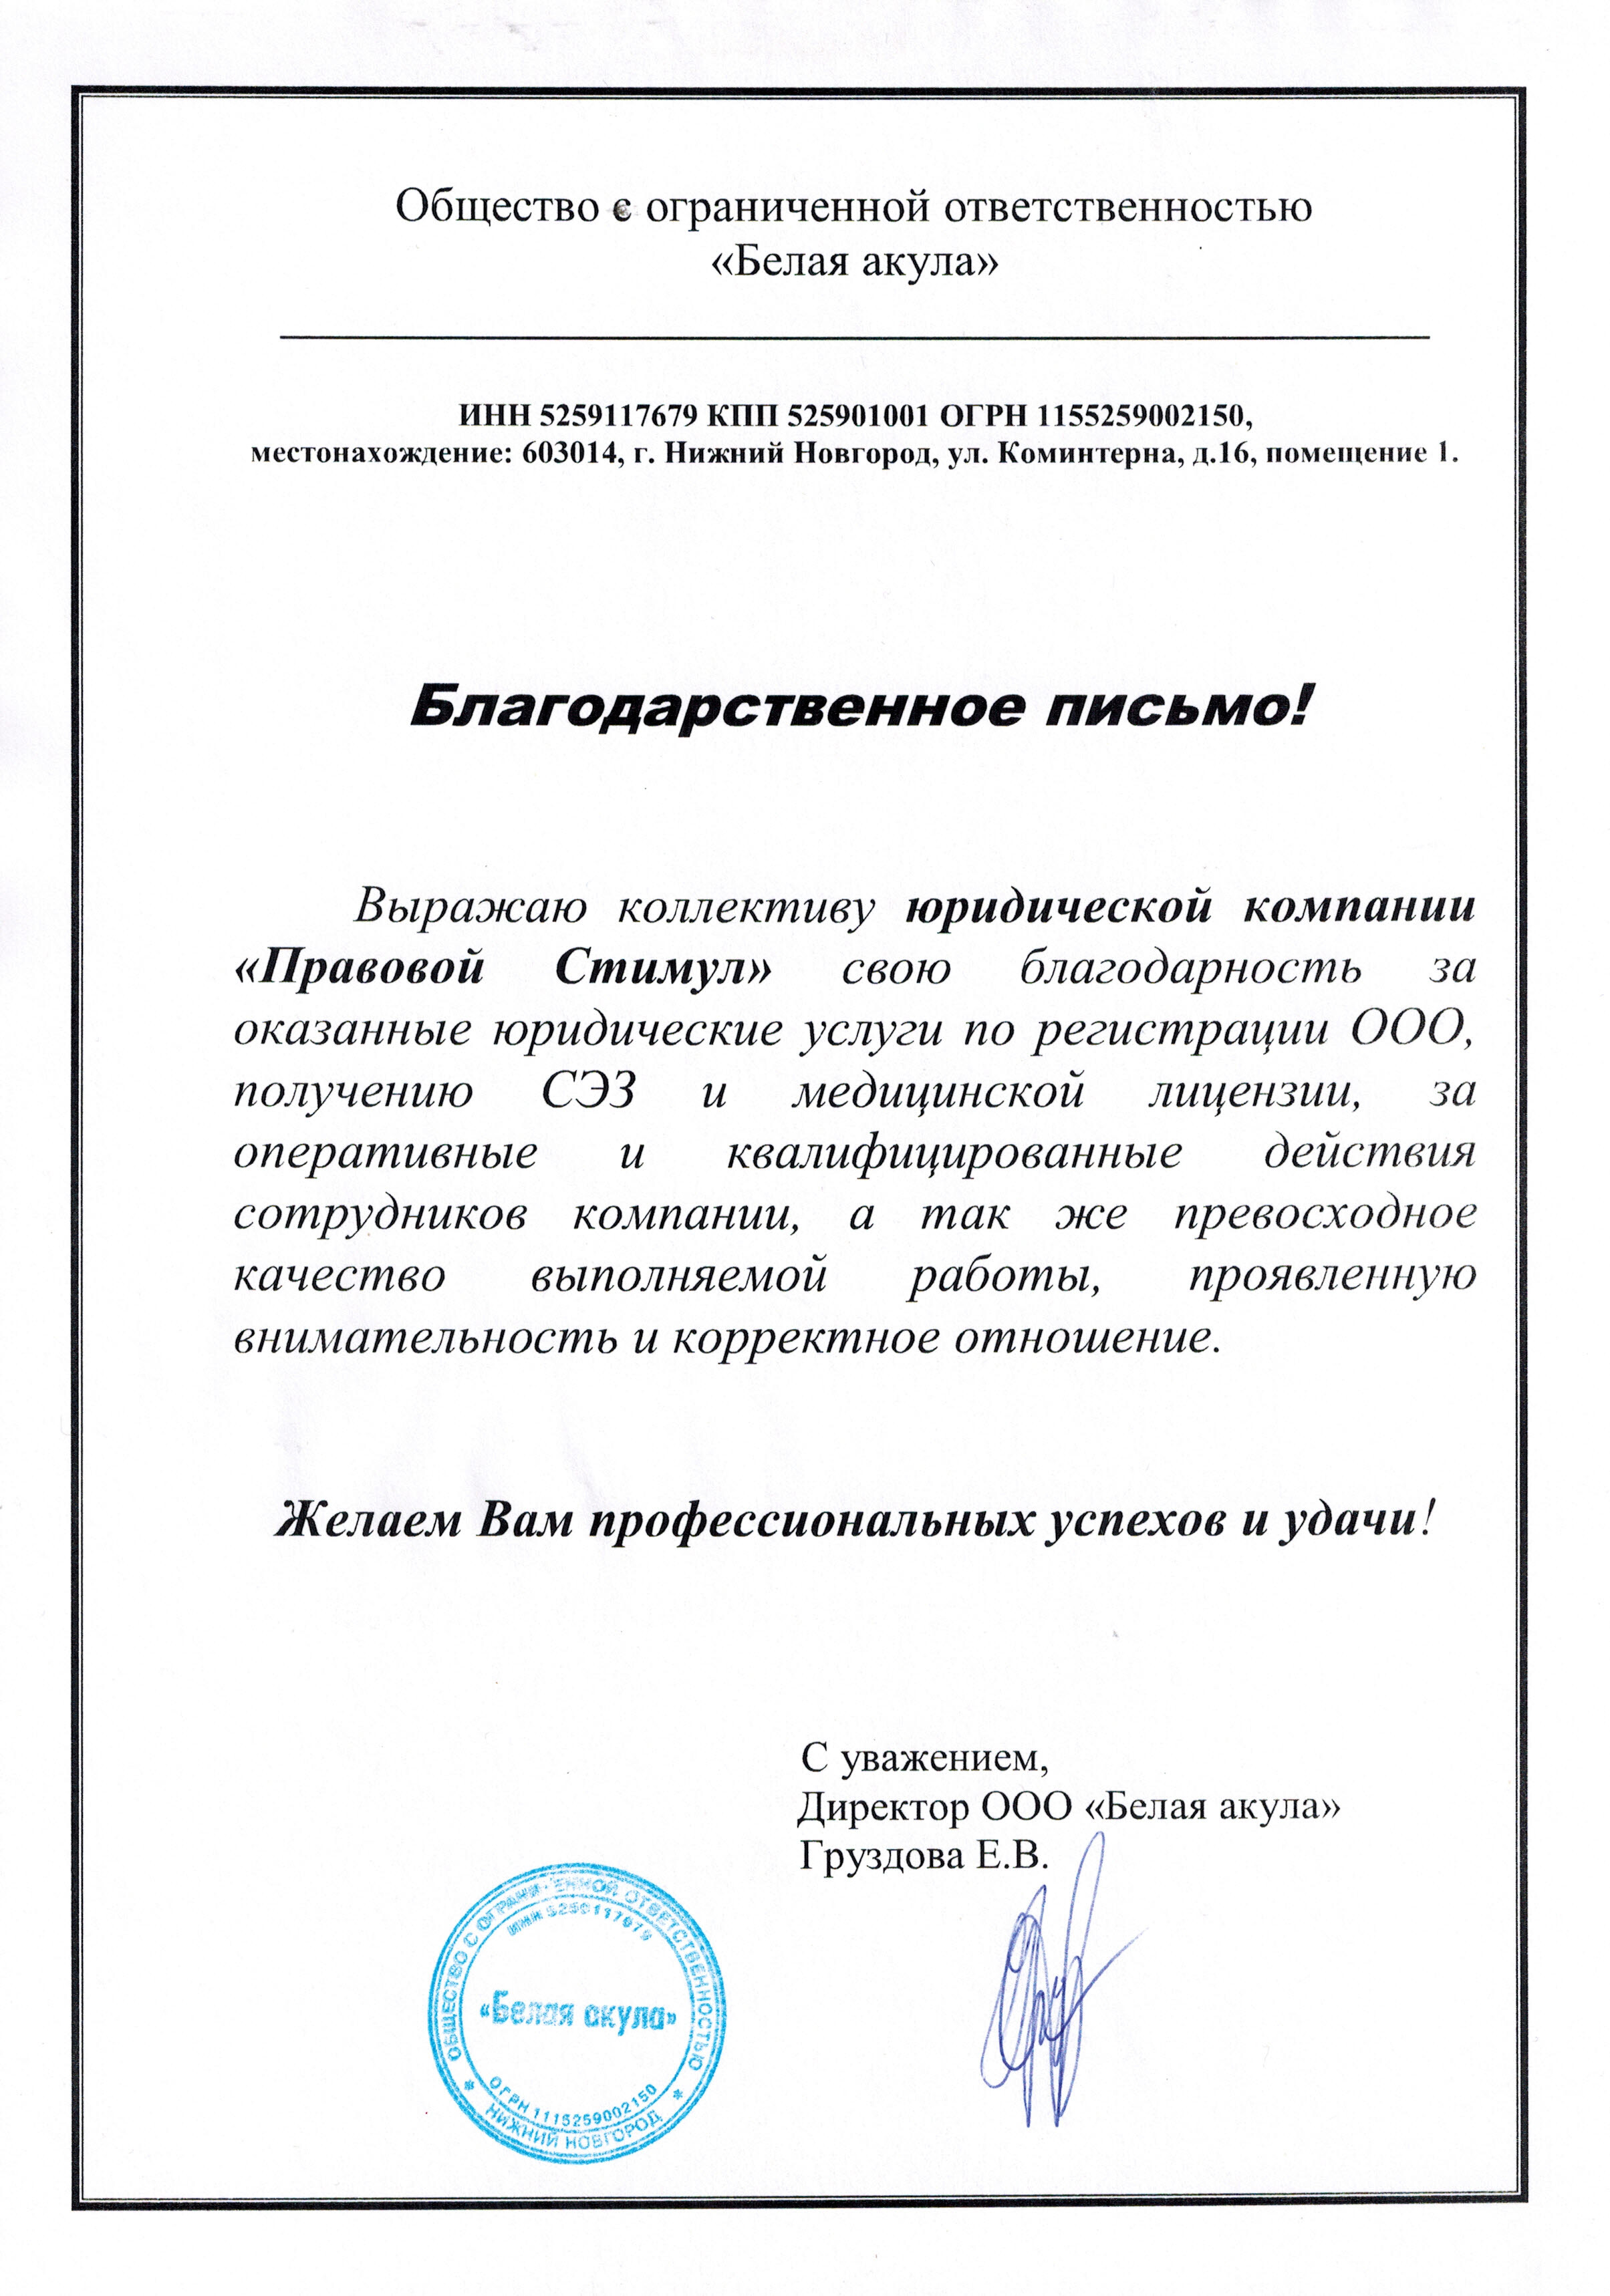 Общество с ограниченной ответственностью
«Белая акула»
ИНН 5259117679 КПП 525901001 ОГРН 1155259002150,
местонахождение: 603014, г. Нижний Новгород, ул. Коминтерна, д.16, помещение 1.
Благодарственное письмо!
Выражаю коллективу юридической компании
«Правовой Стимул» свою благодарность за
оказанные юридические услуги по регистрации ООО,
получению СЭЗ и медицинской лицензии, за
оперативные и квалифицированные действия
сотрудников компании, а так же превосходное
качество выполняемой работы, проявленную
внимательность и корректное отношение.
Желаем Вам профессиональных успехов и удачи!
С уважением,
Директор ООО «Белая акула»
Груздова Е.В.
ОБЩЕСТВО С ОГРАНИЧЕННОЙ ОТВЕТСТВЕННОСТЬЮ
ИНН 5259117679
«Белая акула»
ОГРН 1115259002150
* НИЖНИЙ НОВГОРОД *